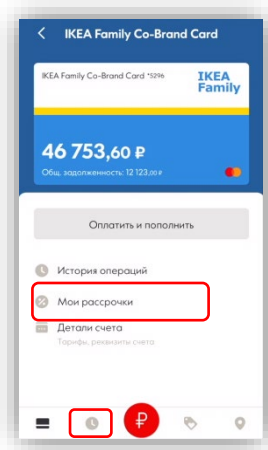 IKEA Family Co-Brand Card
IKEA Family Co-Brand Card *5296
IKEA
Family
46 753,60 ₽
Общ. задолженность: 12 123,00 ₽
Оплатить и пополнить
История операций
Мои рассрочки
Детали счета
Тарифы, реквизиты счета
₽